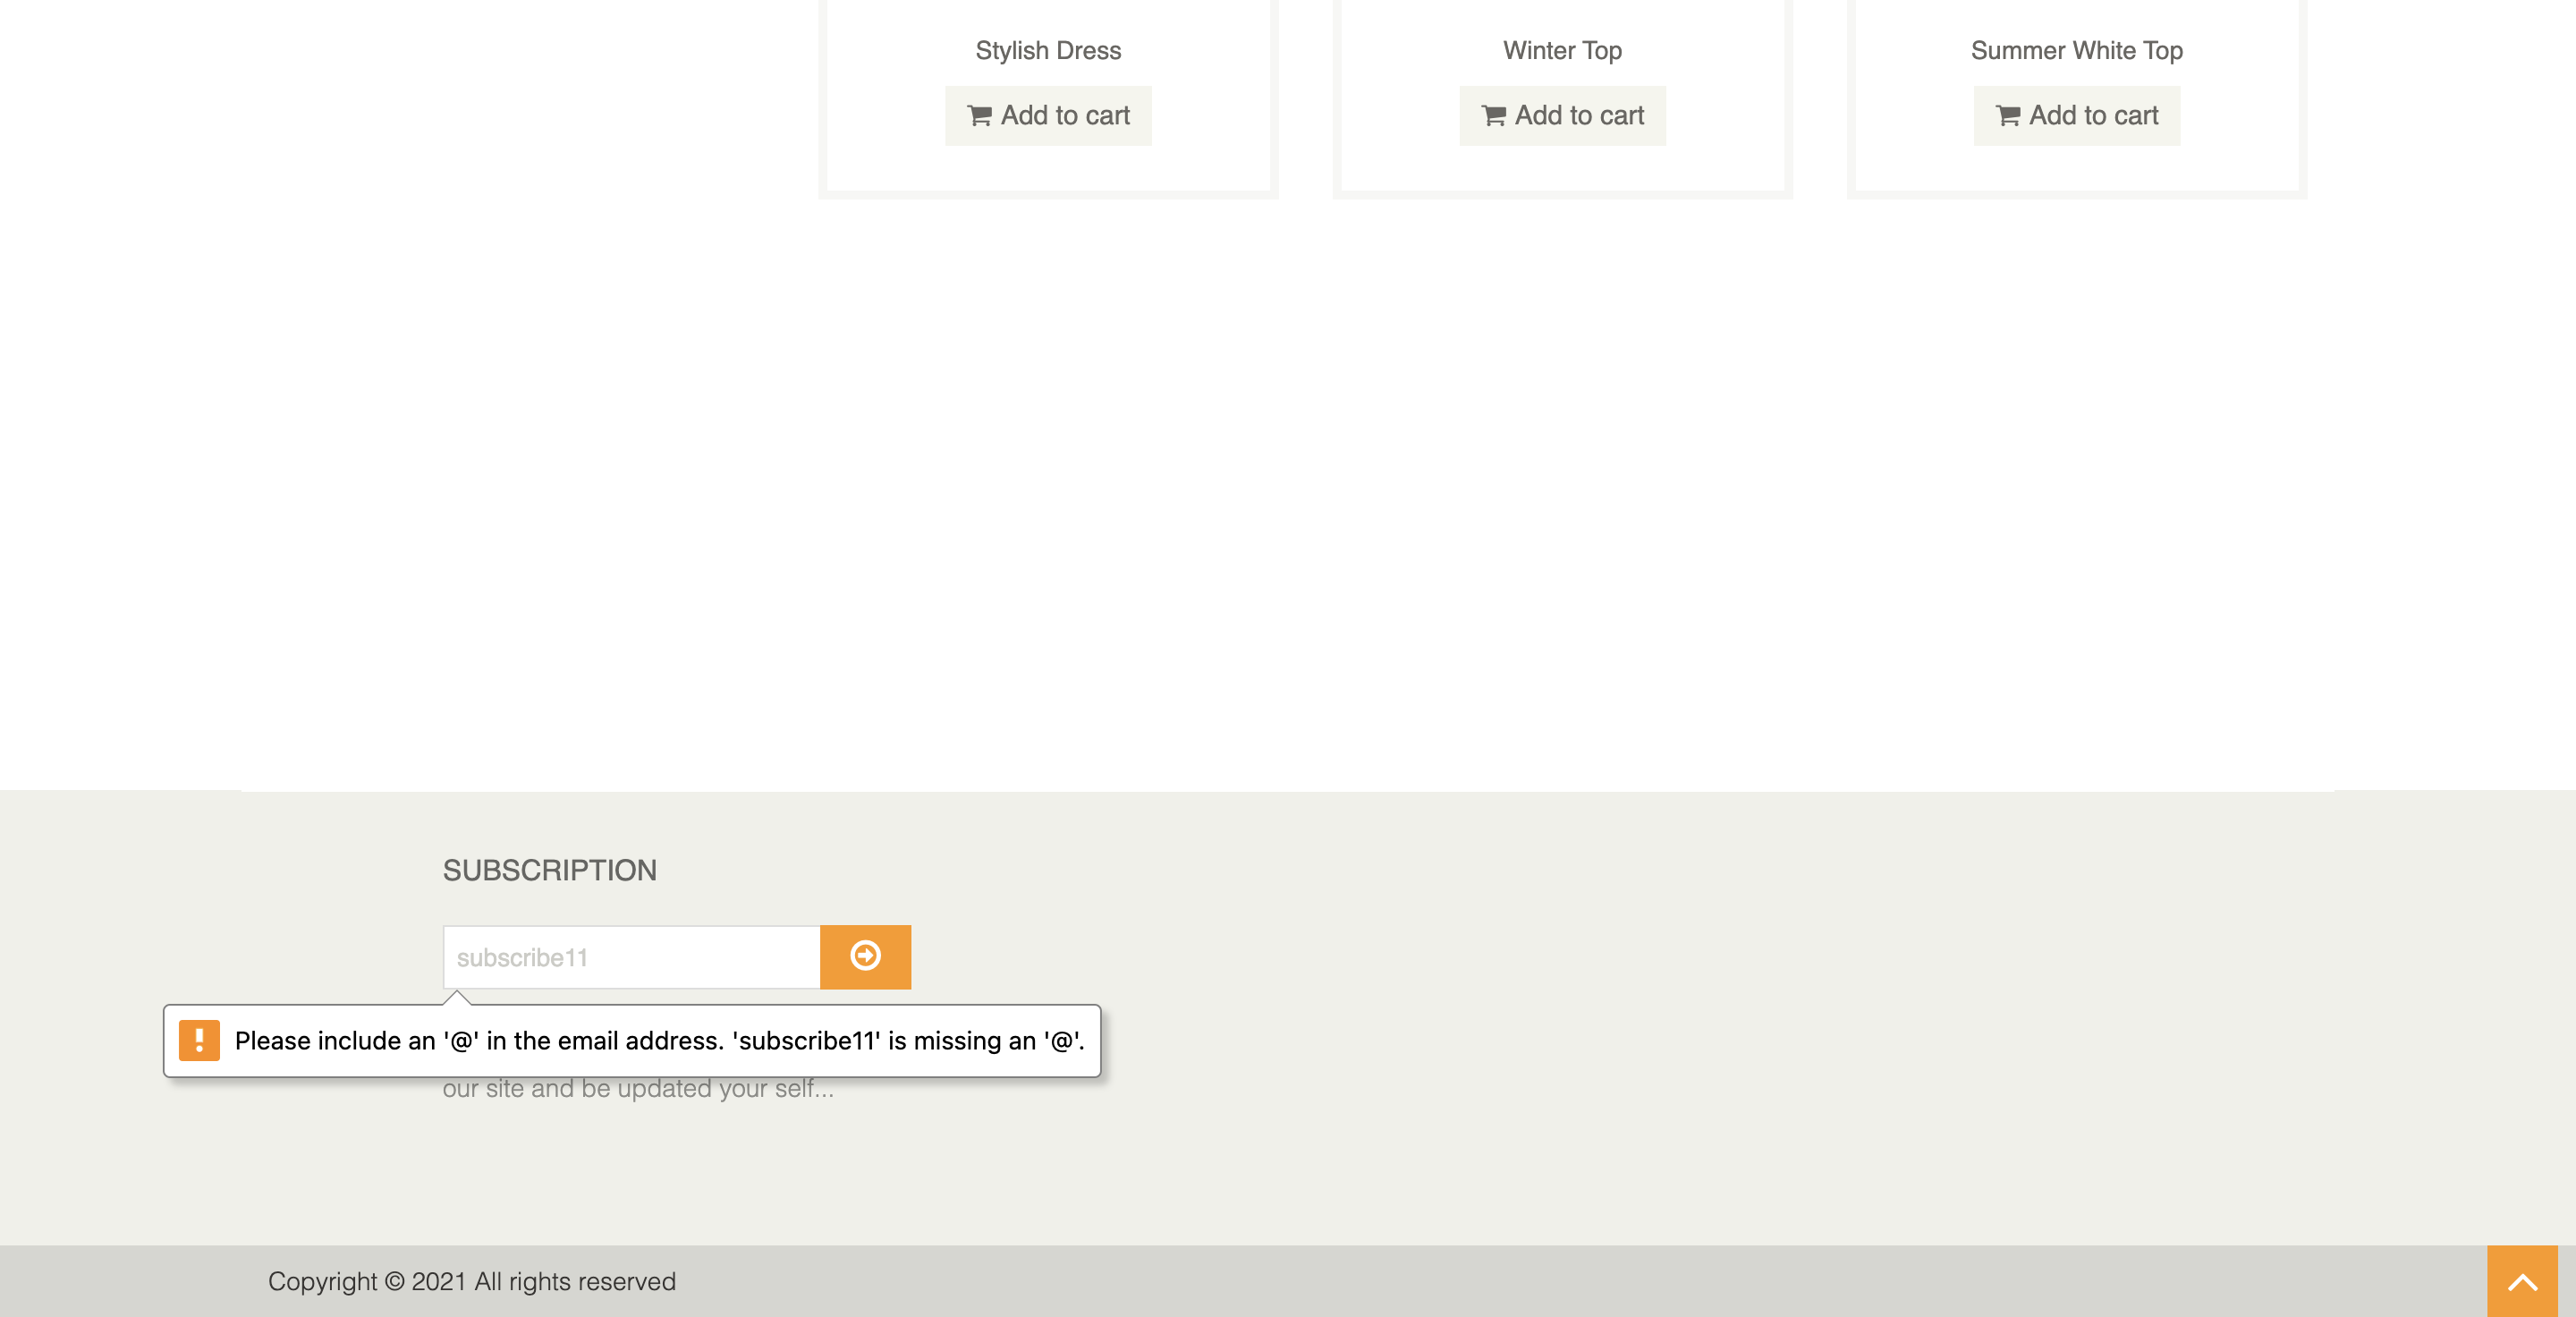 Stylish Dress
Winter Top
Summer White Top
Add to cart
Add to cart
Add to cart
SUBSCRIPTION
subscribe11
Please include an '@' in the email address. 'subscribe11' is missing an '@'.
our site and be updated your self...
Copyright © 2021 All rights reserved